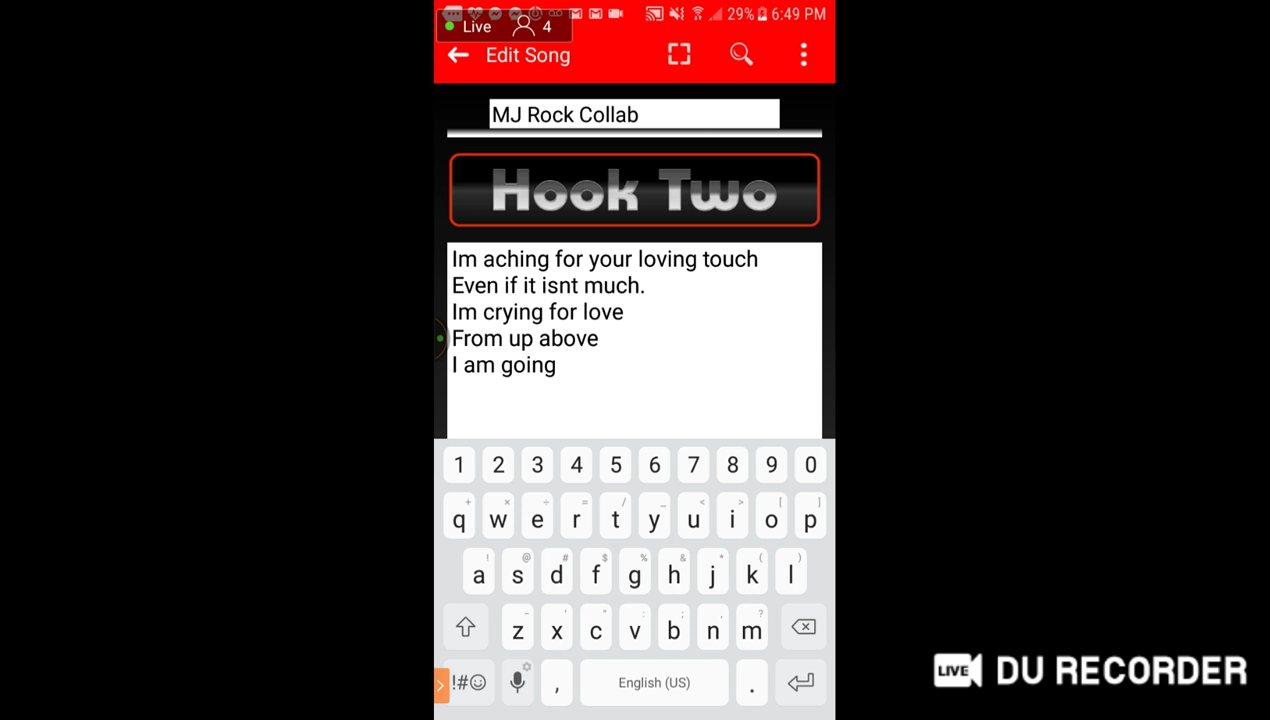 Live 4
29% 6:49 PM
Edit Song
MJ Rock Collab
Hook Two
Im aching for your loving touch
Even if it isnt much.
Im crying for love
From up above
I am going
1 2 3 4 5 6 7 8 9 0
+ × ÷ = / _ < > [ ]
q w e r t y u i o p
! @ # $ % & * ( )
a s d f g h j k l
- ' " : ; , ?
z x c v b n m
!#☺ , English (US) .
LIVE DU RECORDER